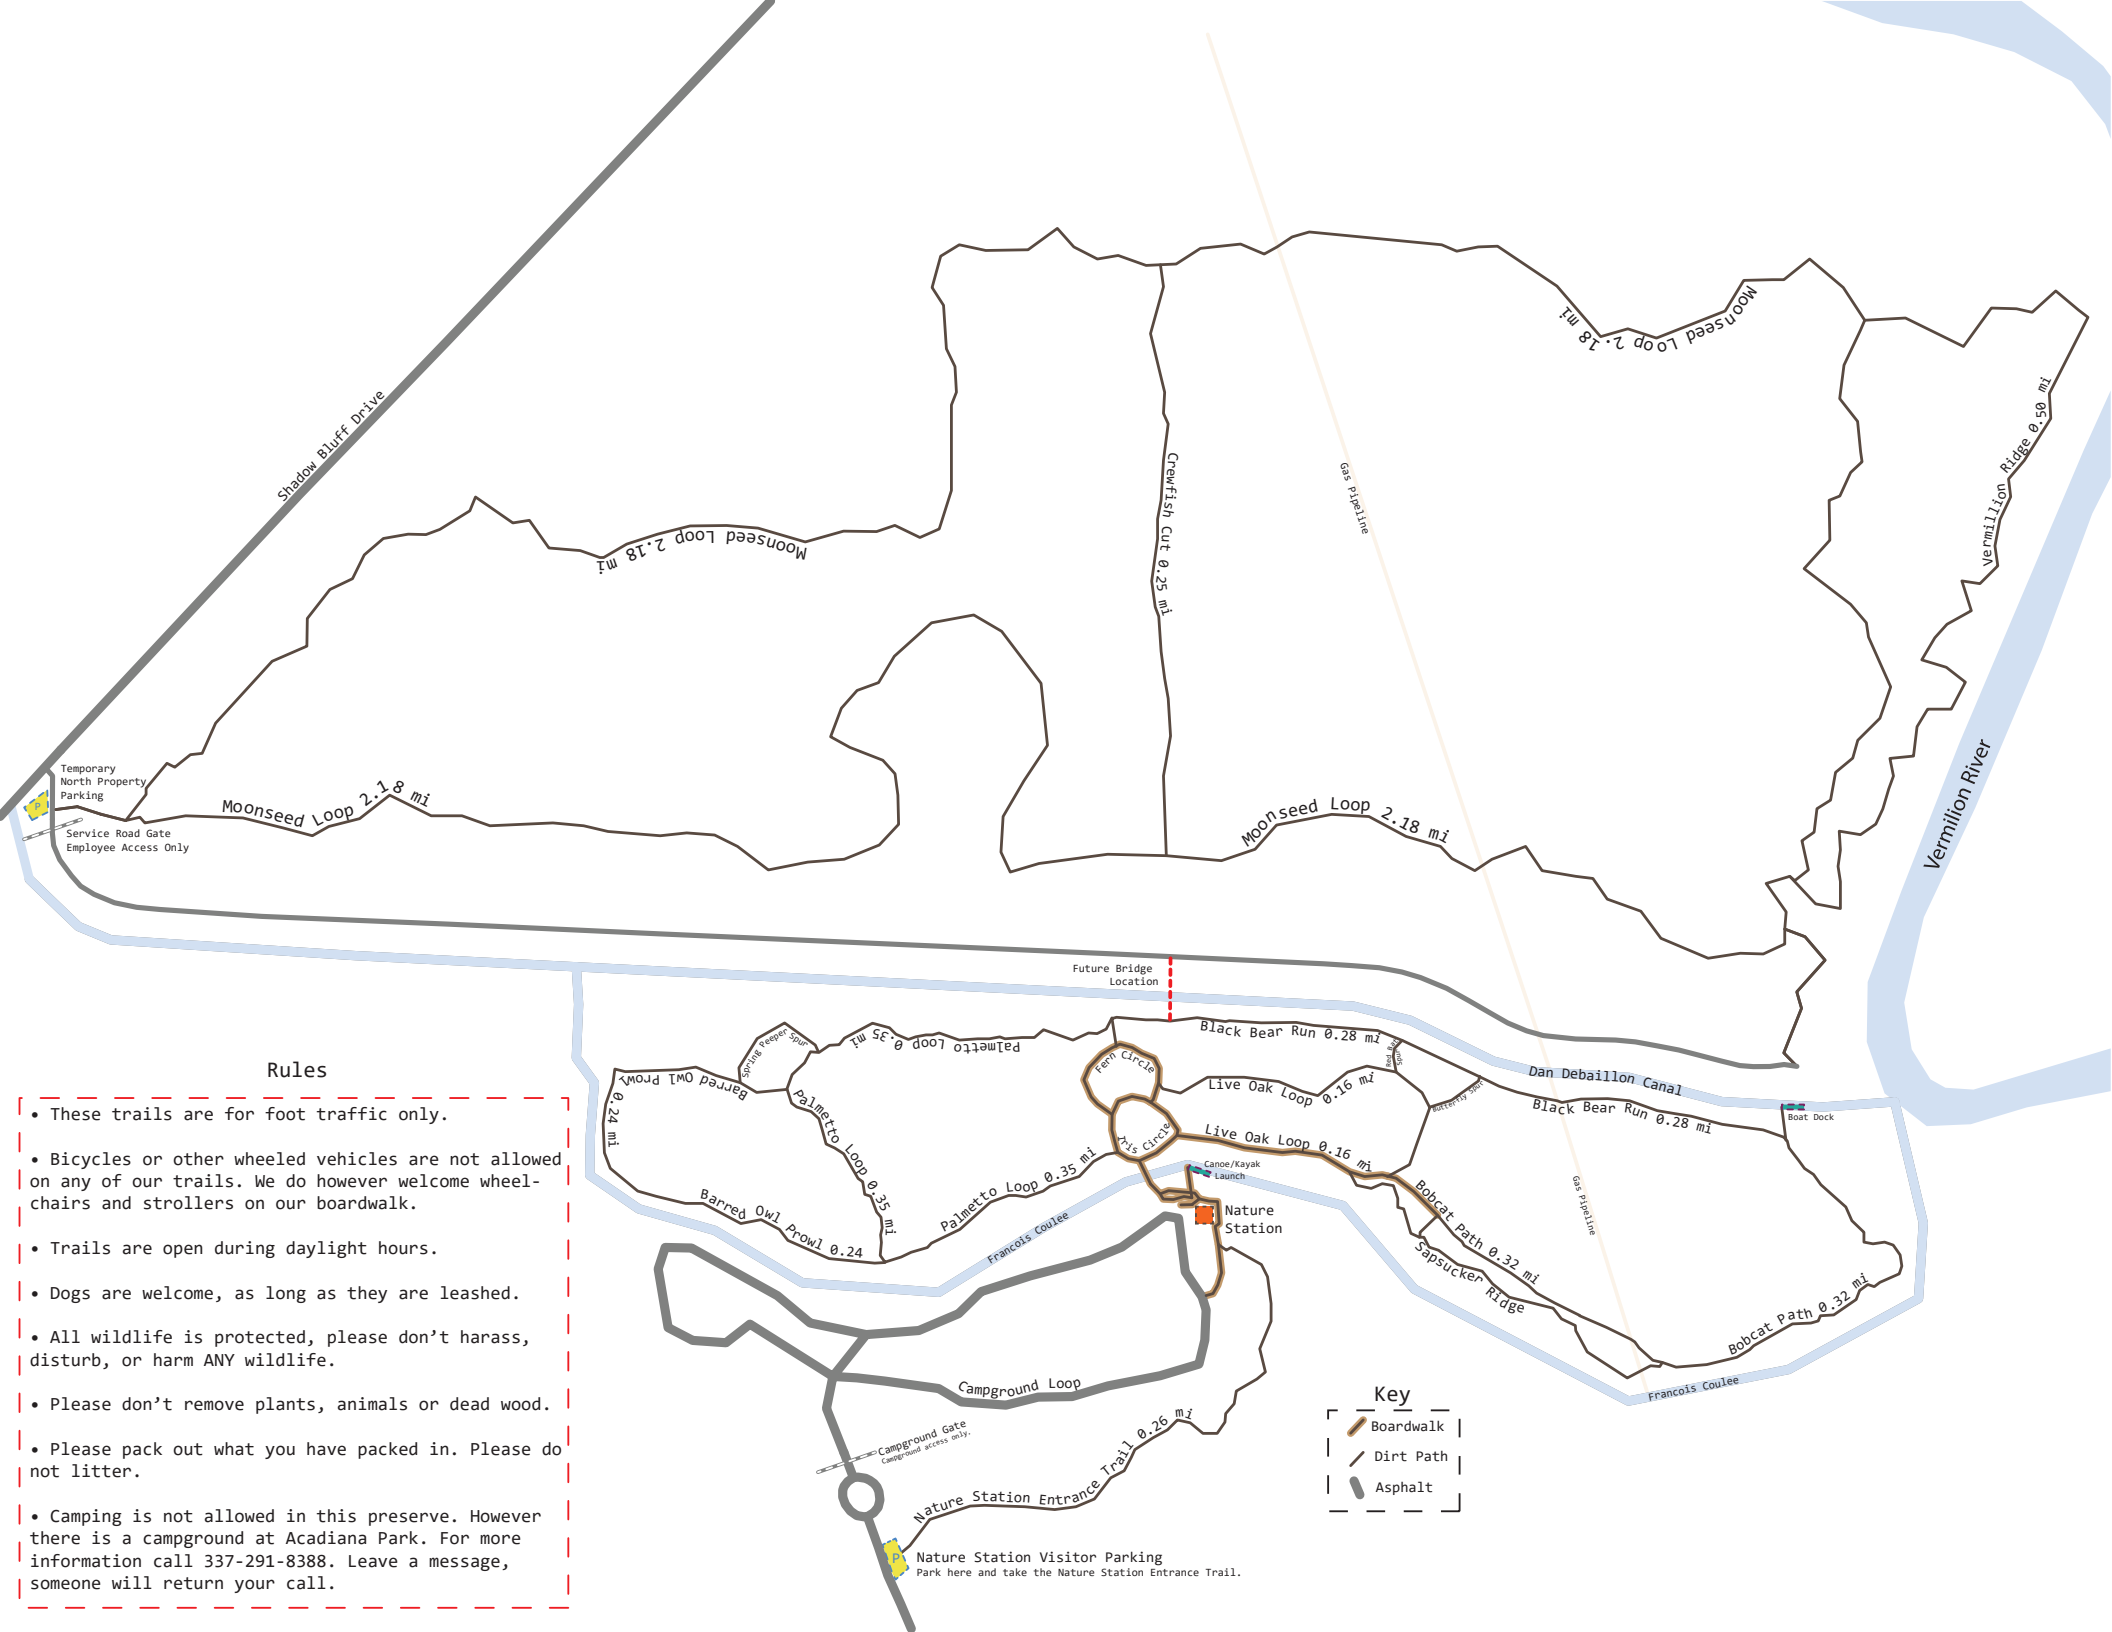 Shadow Bluff Drive
Moonseed Loop 2.18 mi
Moonseed Loop 2.18 mi
Crewfish Cut 0.25 mi
Gas Pipeline
Vermillion Ridge 0.50 mi
Vermilion River
Temporary
North Property
Parking
P
Service Road Gate
Employee Access Only
Moonseed Loop 2.18 mi
Moonseed Loop 2.18 mi
Future Bridge
Location
Black Bear Run 0.28 mi
Dan Debaillon Canal
Black Bear Run 0.28 mi
Boat Dock
Spring Peeper Spur
Palmetto Loop 0.35 mi
Barred Owl Prowl
0.24 mi
Palmetto Loop 0.35 mi
Palmetto Loop 0.35 mi
Barred Owl Prowl 0.24
Fern Circle
Iris Circle
Live Oak Loop 0.16 mi
Live Oak Loop 0.16 mi
Butterfly Spur
Canoe/Kayak
Launch
Nature
Station
Francois Coulee
Bobcat Path 0.32 mi
Sapsucker Ridge
Gas Pipeline
Bobcat Path 0.32 mi
Francois Coulee
Campground Loop
Campground Gate
Campground access only.
Nature Station Entrance Trail 0.26 mi
P
Nature Station Visitor Parking
Park here and take the Nature Station Entrance Trail.
Key
Boardwalk
Dirt Path
Asphalt
Rules
• These trails are for foot traffic only.
• Bicycles or other wheeled vehicles are not allowed
on any of our trails. We do however welcome wheel-
chairs and strollers on our boardwalk.
• Trails are open during daylight hours.
• Dogs are welcome, as long as they are leashed.
• All wildlife is protected, please don’t harass,
disturb, or harm ANY wildlife.
• Please don’t remove plants, animals or dead wood.
• Please pack out what you have packed in. Please do
not litter.
• Camping is not allowed in this preserve. However
there is a campground at Acadiana Park. For more
information call 337-291-8388. Leave a message,
someone will return your call.